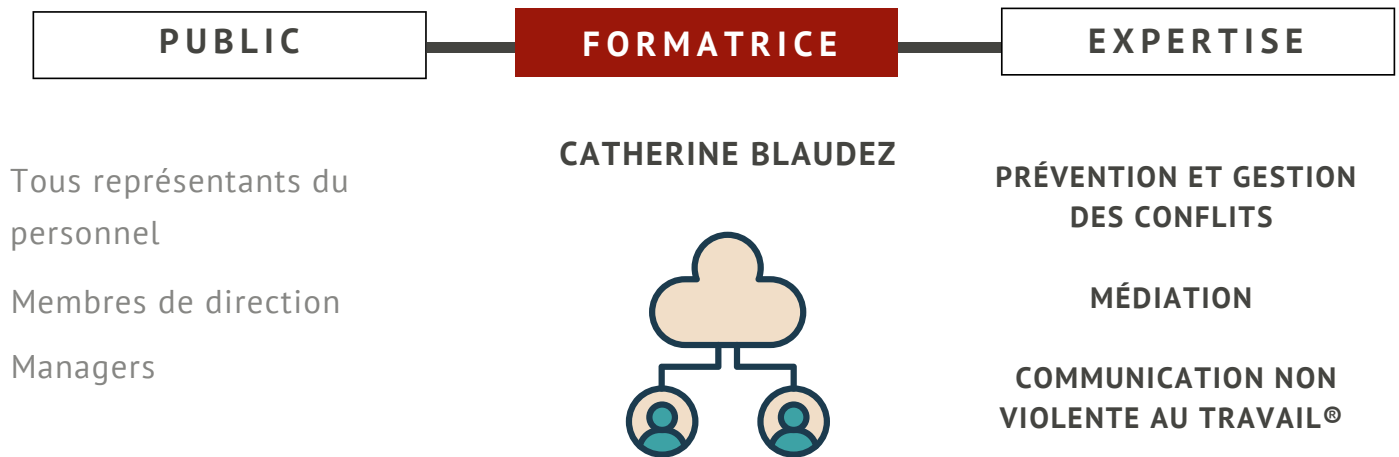 PUBLIC
Tous représentants du
personnel
Membres de direction
Managers
FORMATRICE
CATHERINE BLAUDEZ
EXPERTISE
PRÉVENTION ET GESTION
DES CONFLITS
MÉDIATION
COMMUNICATION NON
VIOLENTE AU TRAVAIL®